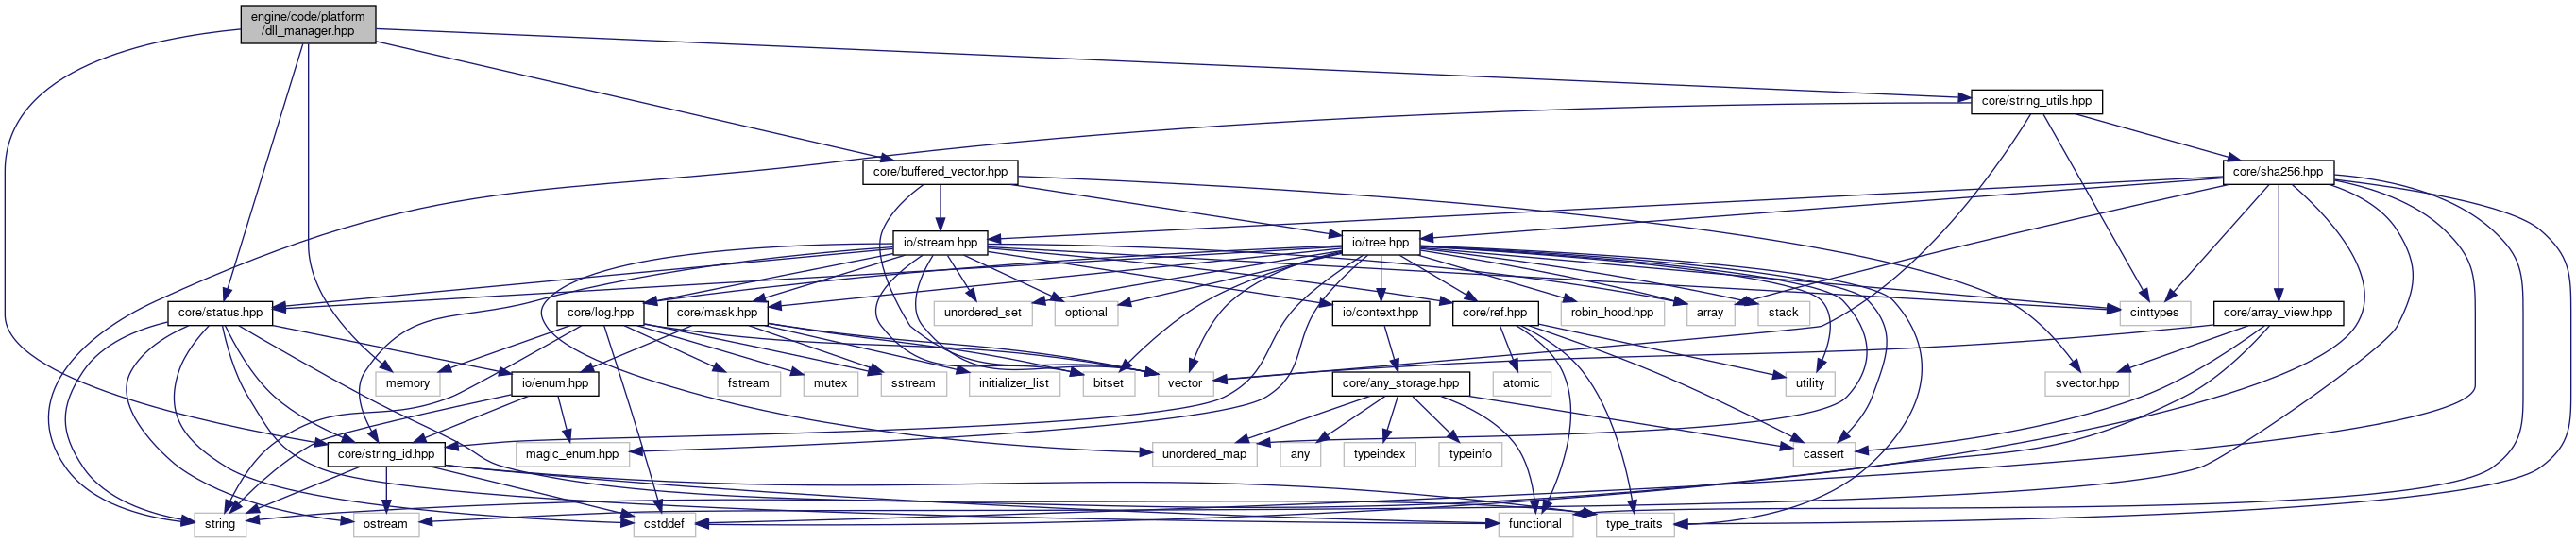 engine/code/platform
/dll_manager.hpp
core/string_utils.hpp
core/buffered_vector.hpp
core/sha256.hpp
io/stream.hpp
io/tree.hpp
core/status.hpp
core/log.hpp
core/mask.hpp
unordered_set
optional
io/context.hpp
core/ref.hpp
robin_hood.hpp
array
stack
cinttypes
core/array_view.hpp
memory
io/enum.hpp
fstream
mutex
sstream
initializer_list
bitset
vector
core/any_storage.hpp
atomic
utility
svector.hpp
core/string_id.hpp
magic_enum.hpp
unordered_map
any
typeindex
typeinfo
cassert
string
ostream
cstddef
functional
type_traits